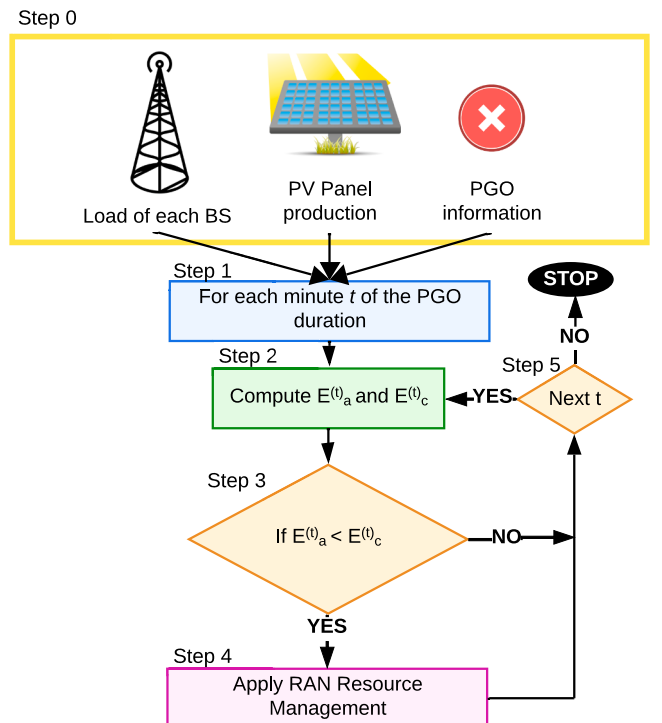 Step 0
Load of each BS
PV Panel
production
PGO
information
Step 1
For each minute t of the PGO
duration
STOP
NO
Step 2
Step 5
Compute E⁽ᵗ⁾ₐ and E⁽ᵗ⁾c
YES
Next t
Step 3
If E⁽ᵗ⁾ₐ < E⁽ᵗ⁾c
NO
YES
Step 4
Apply RAN Resource
Management